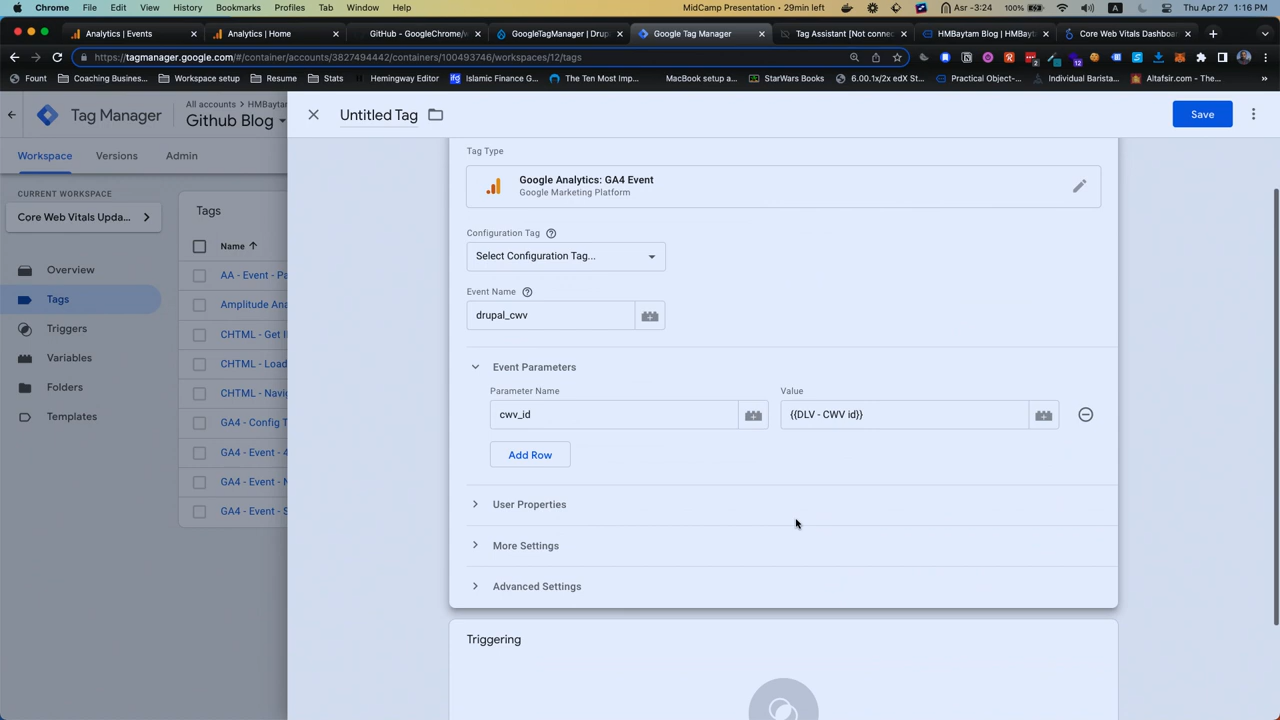 Chrome File Edit View History Bookmarks Profiles Tab Window Help MidCamp Presentation • 29min left Asr -3:24 100% Thu Apr 27 1:16 PM
Analytics | Events
Analytics | Home
GitHub - GoogleChrome/w
GoogleTagManager | Drup
Google Tag Manager
Tag Assistant [Not connec
HMBaytam Blog | HMBayt
Core Web Vitals Dashboa
https://tagmanager.google.com/#/container/accounts/3827494442/containers/100493746/workspaces/12/tags
Fount
Coaching Business...
Workspace setup
Resume
Stats
Hemingway Editor
Islamic Finance G...
The Ten Most Imp...
MacBook setup a...
StarWars Books
6.00.1x/2x edX St...
Practical Object-...
Individual Barista...
Altafsir.com - The...
Tag Manager
All accounts > HMBaytam
Github Blog
Untitled Tag
Save
Workspace
Versions
Admin
CURRENT WORKSPACE
Core Web Vitals Upda...
Overview
Tags
Triggers
Variables
Folders
Templates
Tags
Name
AA - Event - Pa
Amplitude Ana
CHTML - Get I
CHTML - Load
CHTML - Navig
GA4 - Config T
GA4 - Event - 4
GA4 - Event - N
GA4 - Event - S
Tag Type
Google Analytics: GA4 Event
Google Marketing Platform
Configuration Tag
Select Configuration Tag...
Event Name
drupal_cwv
Event Parameters
Parameter Name
Value
cwv_id
{{DLV - CWV id}}
Add Row
User Properties
More Settings
Advanced Settings
Triggering